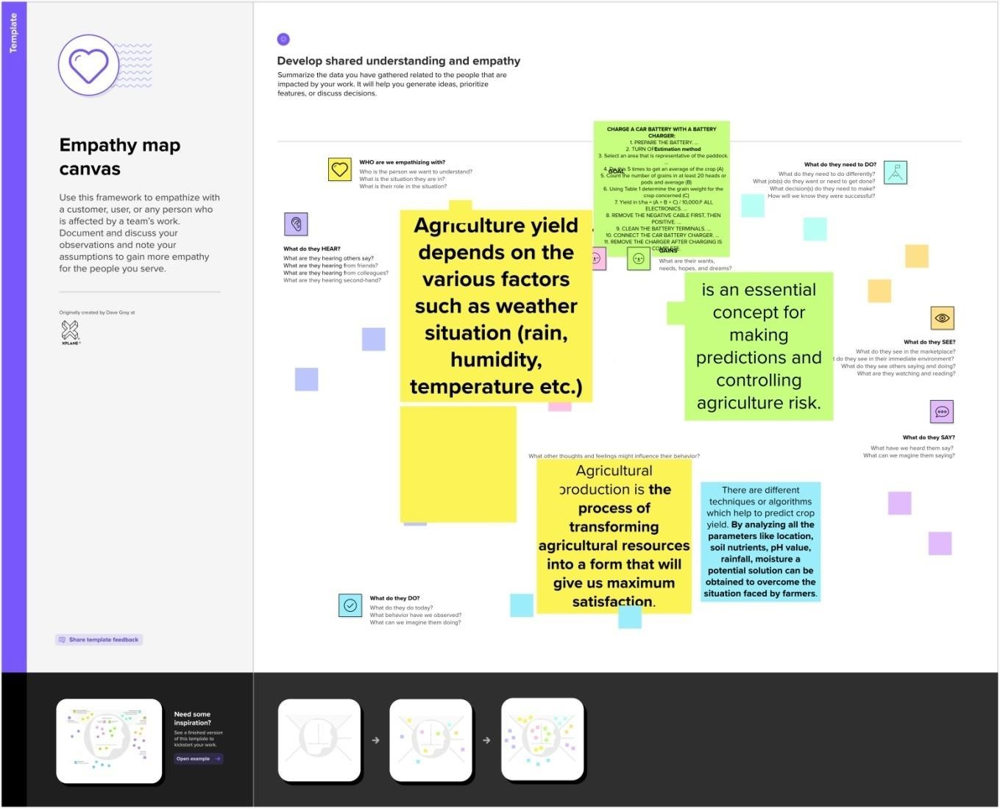 Template
Empathy map
canvas
Use this framework to empathize with
a customer, user, or any person who
is affected by a team's work.
Document and discuss your
observations and note your
assumptions to gain more empathy
for the people you serve.
Originally created by Dave Gray at
XPLANE
Share template feedback
Develop shared understanding and empathy
Summarize the data you have gathered related to the people that are
impacted by your work. It will help you generate ideas, prioritize
features, or discuss decisions.
WHO are we empathizing with?
Who is the person we want to understand?
What is the situation they are in?
What is their role in the situation?
CHARGE A CAR BATTERY WITH A BATTERY
CHARGER:
1. PREPARE THE BATTERY. ...
2. TURN OF Estimation method
3. Select an area that is representative of the paddock.
...
GOAL
4. Do this 5 times to get an average of the crop (A)
5. Count the number of grains in at least 20 heads or
pods and average (B)
6. Using Table 1 determine the grain weight for the
crop concerned (C)
7. Yield in t/ha = (A × B × C) / 10,000.F ALL
ELECTRONICS. ...
8. REMOVE THE NEGATIVE CABLE FIRST, THEN
POSITIVE. ...
9. CLEAN THE BATTERY TERMINALS. ...
10. CONNECT THE CAR BATTERY CHARGER. ...
11. REMOVE THE CHARGER AFTER CHARGING IS
COMPLETE.
What do they need to DO?
What do they need to do differently?
What job(s) do they want or need to get done?
What decision(s) do they need to make?
How will we know they were successful?
What do they HEAR?
What are they hearing others say?
What are they hearing from friends?
What are they hearing from colleagues?
What are they hearing second-hand?
Agriculture yield
depends on the
various factors
such as weather
situation (rain,
humidity,
temperature etc.)
GAINS
What are their wants,
needs, hopes, and dreams?
is an essential
concept for
making
predictions and
controlling
agriculture risk.
What do they SEE?
What do they see in the marketplace?
do they see in their immediate environment?
What do they see others saying and doing?
What are they watching and reading?
What do they SAY?
What have we heard them say?
What can we magine them saying?
What other thoughts and feelings might influence their behavior?
Agricultural
production is the
process of
transforming
agricultural resources
into a form that will
give us maximum
satisfaction.
There are different
techniques or algorithms
which help to predict crop
yield. By analyzing all the
parameters like location,
soil nutrients, pH value,
rainfall, moisture a
potential solution can be
obtained to overcome the
situation faced by farmers.
What do they DO?
What do they do today?
What behavior have we observed?
What can we imagine them doing?
Need some
inspiration?
See a finished version
of this template to
kickstart your work.
Open example